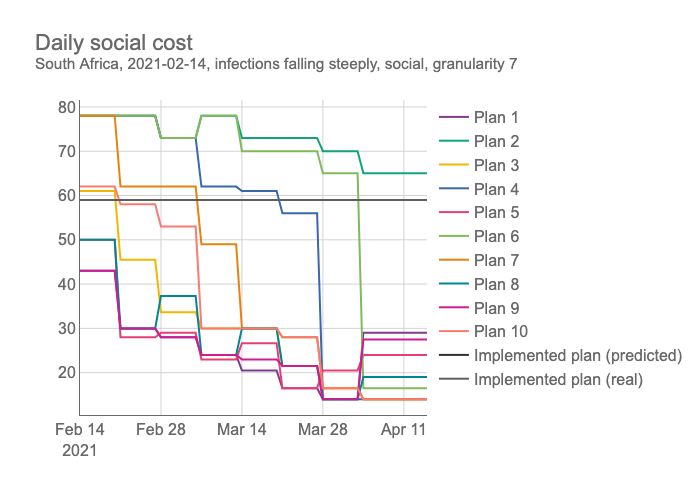 Daily social cost
South Africa, 2021-02-14, infections falling steeply, social, granularity 7
80
70
60
50
40
30
20
Feb 14
2021
Feb 28
Mar 14
Mar 28
Apr 11
Plan 1
Plan 2
Plan 3
Plan 4
Plan 5
Plan 6
Plan 7
Plan 8
Plan 9
Plan 10
Implemented plan (predicted)
Implemented plan (real)